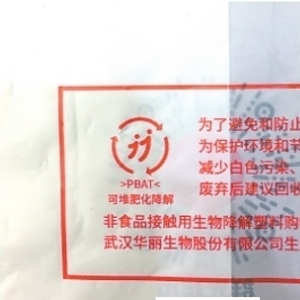 为了避免和防止
为保护环境和节
减少白色污染、
废弃后建议回收
>PBAT<
可堆肥化降解
非食品接触用生物降解塑料购
武汉华丽生物股份有限公司生